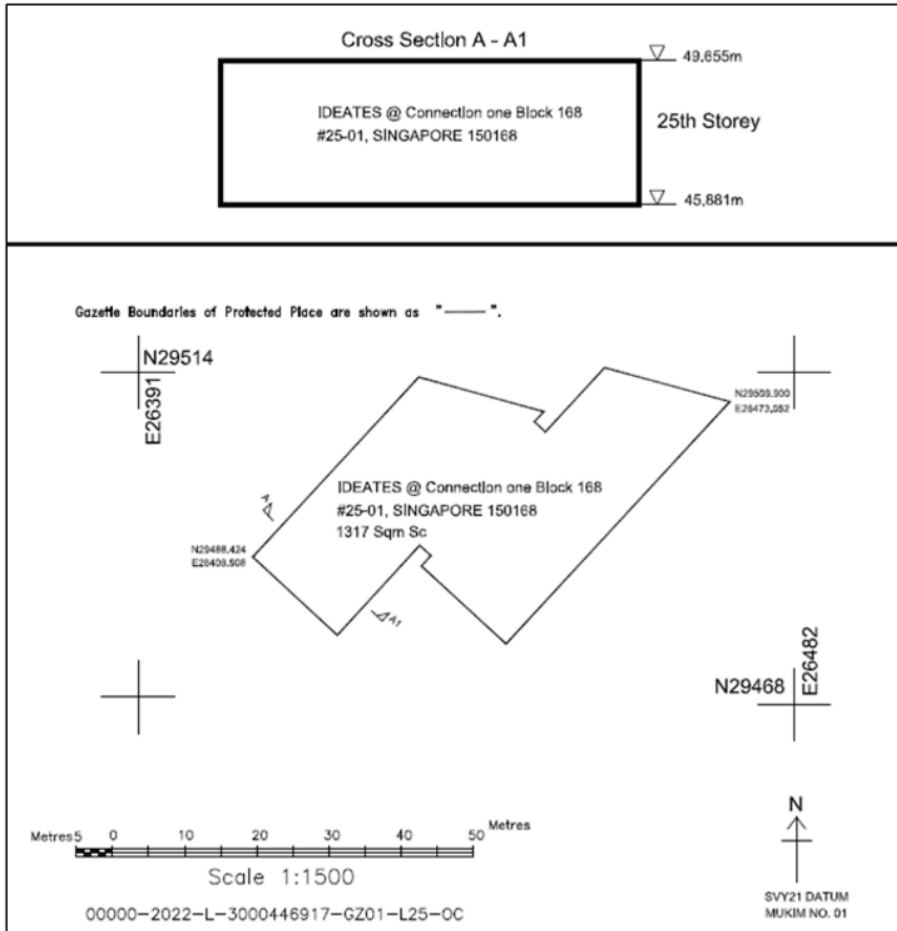 Cross Section A - A1
49,655m
IDEATES @ Connection one Block 168
#25-01, SINGAPORE 150168
25th Storey
45,881m
Gazette Boundaries of Protected Place are shown as "——— ".
N29514
E26391
N29509.900
E26473.952
IDEATES @ Connection one Block 168
#25-01, SINGAPORE 150168
1317 Sqm Sc
A
N29488.424
A1
E26482
N29468
N
Metres 5 0 10 20 30 40 50 Metres
Scale 1:1500
SVY21 DATUM
MUKIM NO. 01
00000-2022-L-3000446917-GZ01-L25-OC